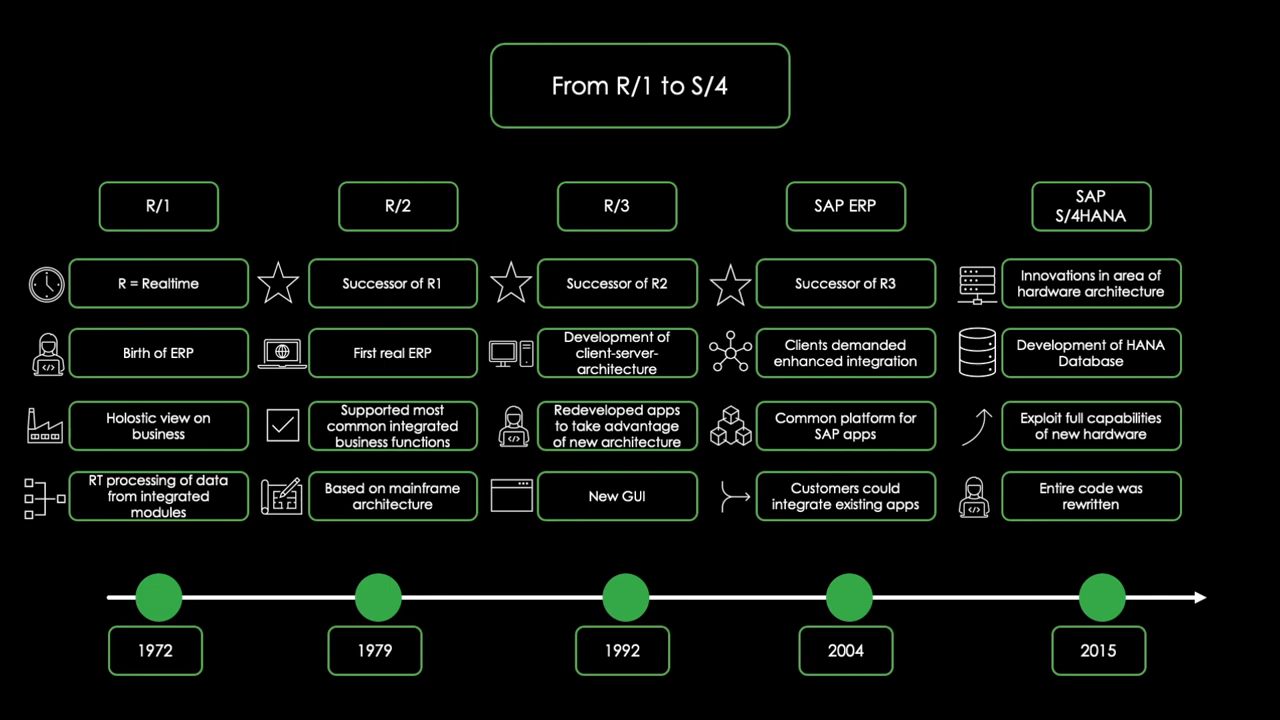 From R/1 to S/4
R/1
R = Realtime
Birth of ERP
Holostic view on
business
RT processing of data
from integrated
modules
1972
R/2
Successor of R1
First real ERP
Supported most
common integrated
business functions
Based on mainframe
architecture
1979
R/3
Successor of R2
Development of
client-server-
architecture
Redeveloped apps
to take advantage
of new architecture
New GUI
1992
SAP ERP
Successor of R3
Clients demanded
enhanced integration
Common platform for
SAP apps
Customers could
integrate existing apps
2004
SAP
S/4HANA
Innovations in area of
hardware architecture
Development of HANA
Database
Exploit full capabilities
of new hardware
Entire code was
rewritten
2015